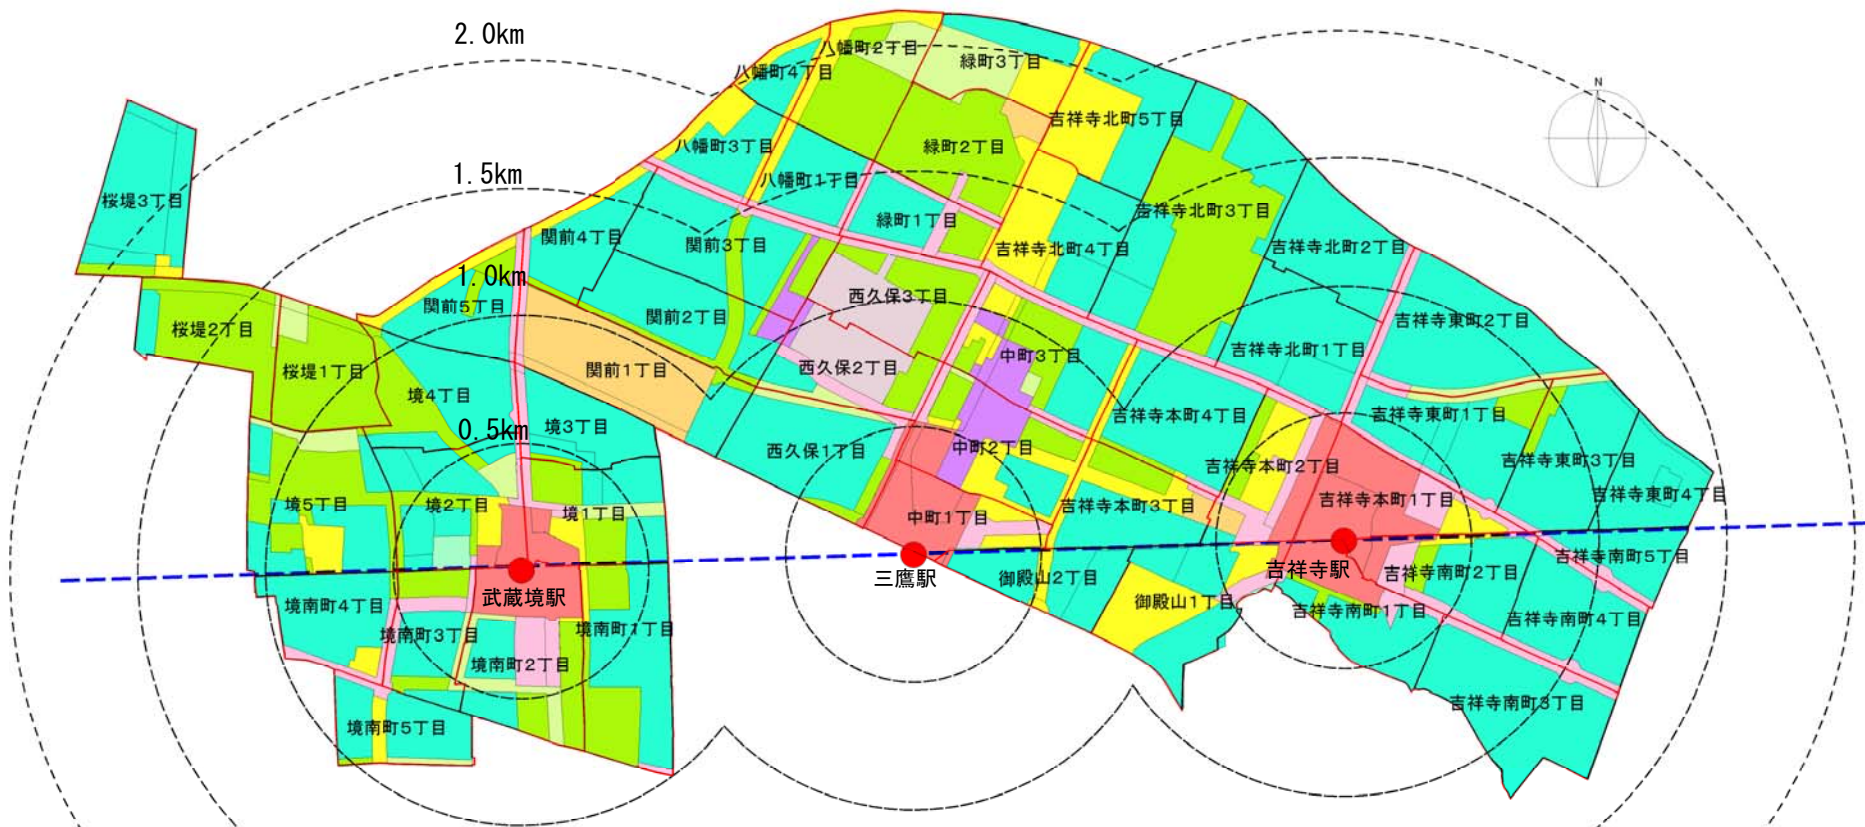 2.0km
八幡町2丁目
緑町3丁目
八幡町4丁目
N
吉祥寺北町5丁目
八幡町3丁目
緑町2丁目
1.5km
八幡町1丁目
桜堤3丁目
吉祥寺北町3丁目
緑町1丁目
関前4丁目
関前3丁目
吉祥寺北町4丁目
吉祥寺北町2丁目
1.0km
関前5丁目
西久保3丁目
関前2丁目
吉祥寺東町2丁目
桜堤2丁目
吉祥寺北町1丁目
中町3丁目
桜堤1丁目
関前1丁目
西久保2丁目
境4丁目
吉祥寺本町4丁目
吉祥寺東町1丁目
0.5km
境3丁目
西久保1丁目
中町2丁目
吉祥寺本町2丁目
吉祥寺東町3丁目
吉祥寺東町4丁目
吉祥寺本町1丁目
境5丁目
境2丁目
境1丁目
中町1丁目
吉祥寺本町3丁目
吉祥寺南町5丁目
武蔵境駅
三鷹駅
御殿山2丁目
吉祥寺駅
吉祥寺南町2丁目
境南町4丁目
御殿山1丁目
吉祥寺南町1丁目
吉祥寺南町4丁目
境南町3丁目
境南町1丁目
境南町2丁目
吉祥寺南町3丁目
境南町5丁目